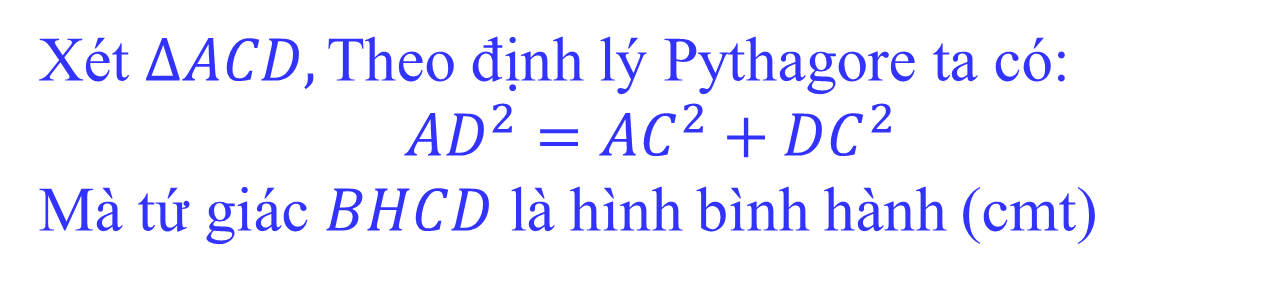 Xét ΔACD, Theo định lý Pythagore ta có:
AD² = AC² + DC²
Mà tứ giác BHCD là hình bình hành (cmt)